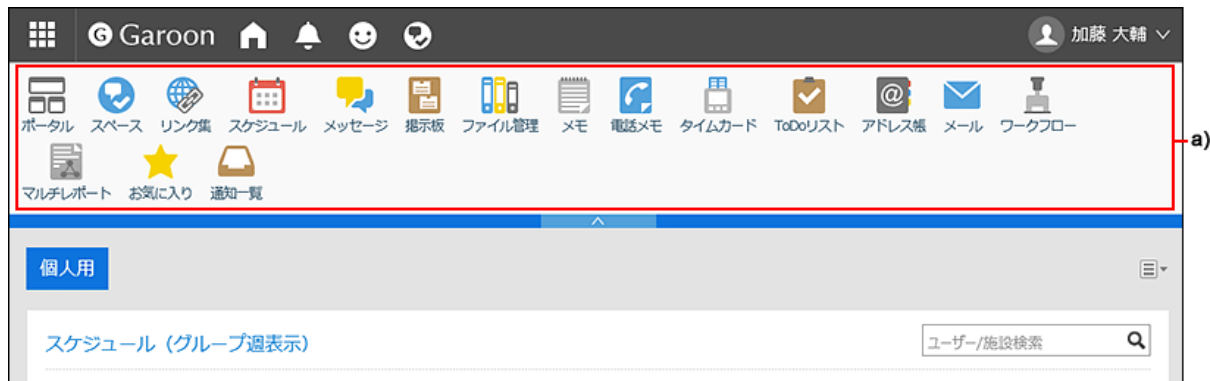 G Garoon 加藤 大輔
ポータル スペース リンク集 スケジュール メッセージ 掲示板 ファイル管理 メモ 電話メモ タイムカード ToDoリスト アドレス帳 メール ワークフロー
a)
マルチレポート お気に入り 通知一覧
個人用
スケジュール（グループ週表示） ユーザー/施設検索